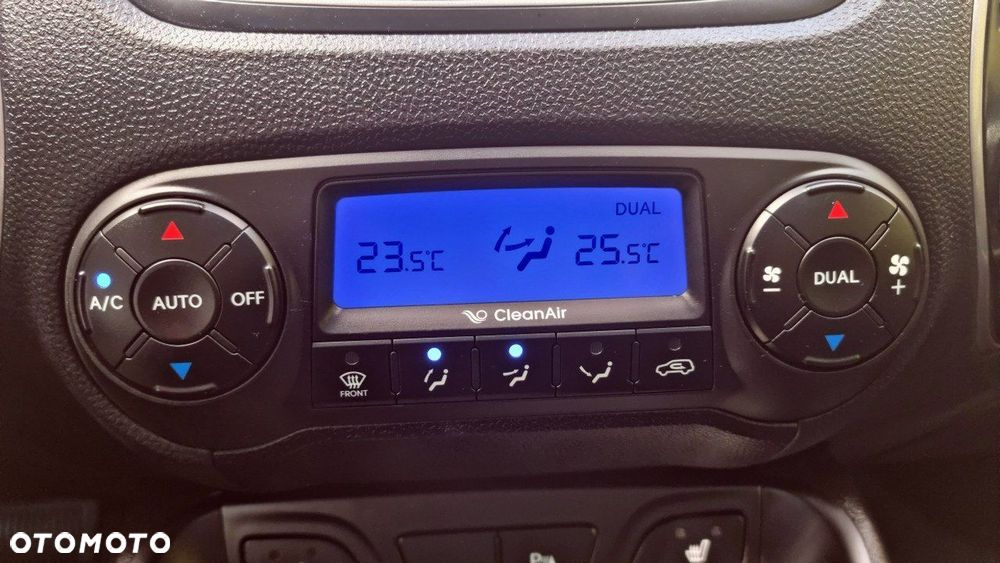 DUAL
23.5°C 25.5°C
CleanAir
A/C AUTO OFF
DUAL
− +
FRONT
P
OTOMOTO